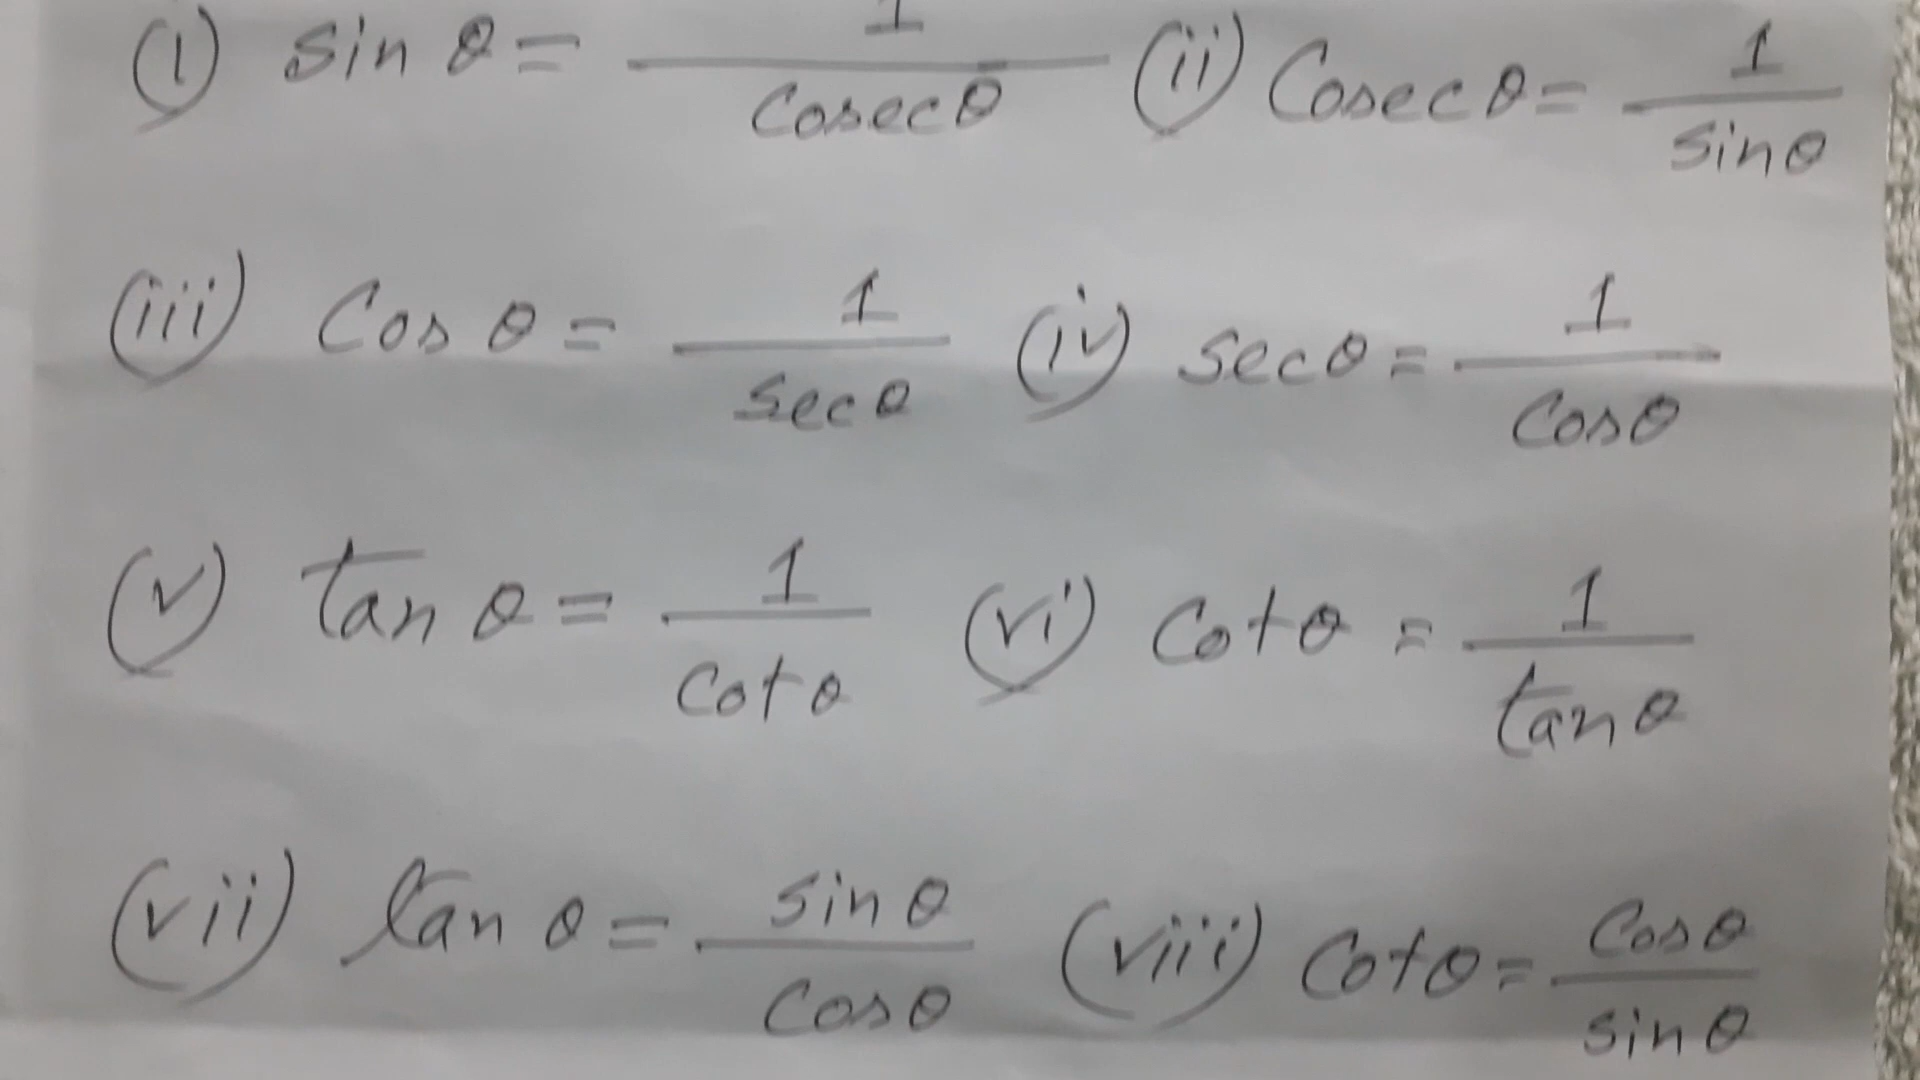 (i) sin θ = 1/cosec θ (ii) Cosec θ = 1/sin θ
(iii) Cos θ = 1/sec θ (iv) sec θ = 1/cos θ
(v) tan θ = 1/cot θ (vi) Cot θ = 1/tan θ
(vii) tan θ = sin θ/cos θ (viii) Cot θ = cos θ/sin θ